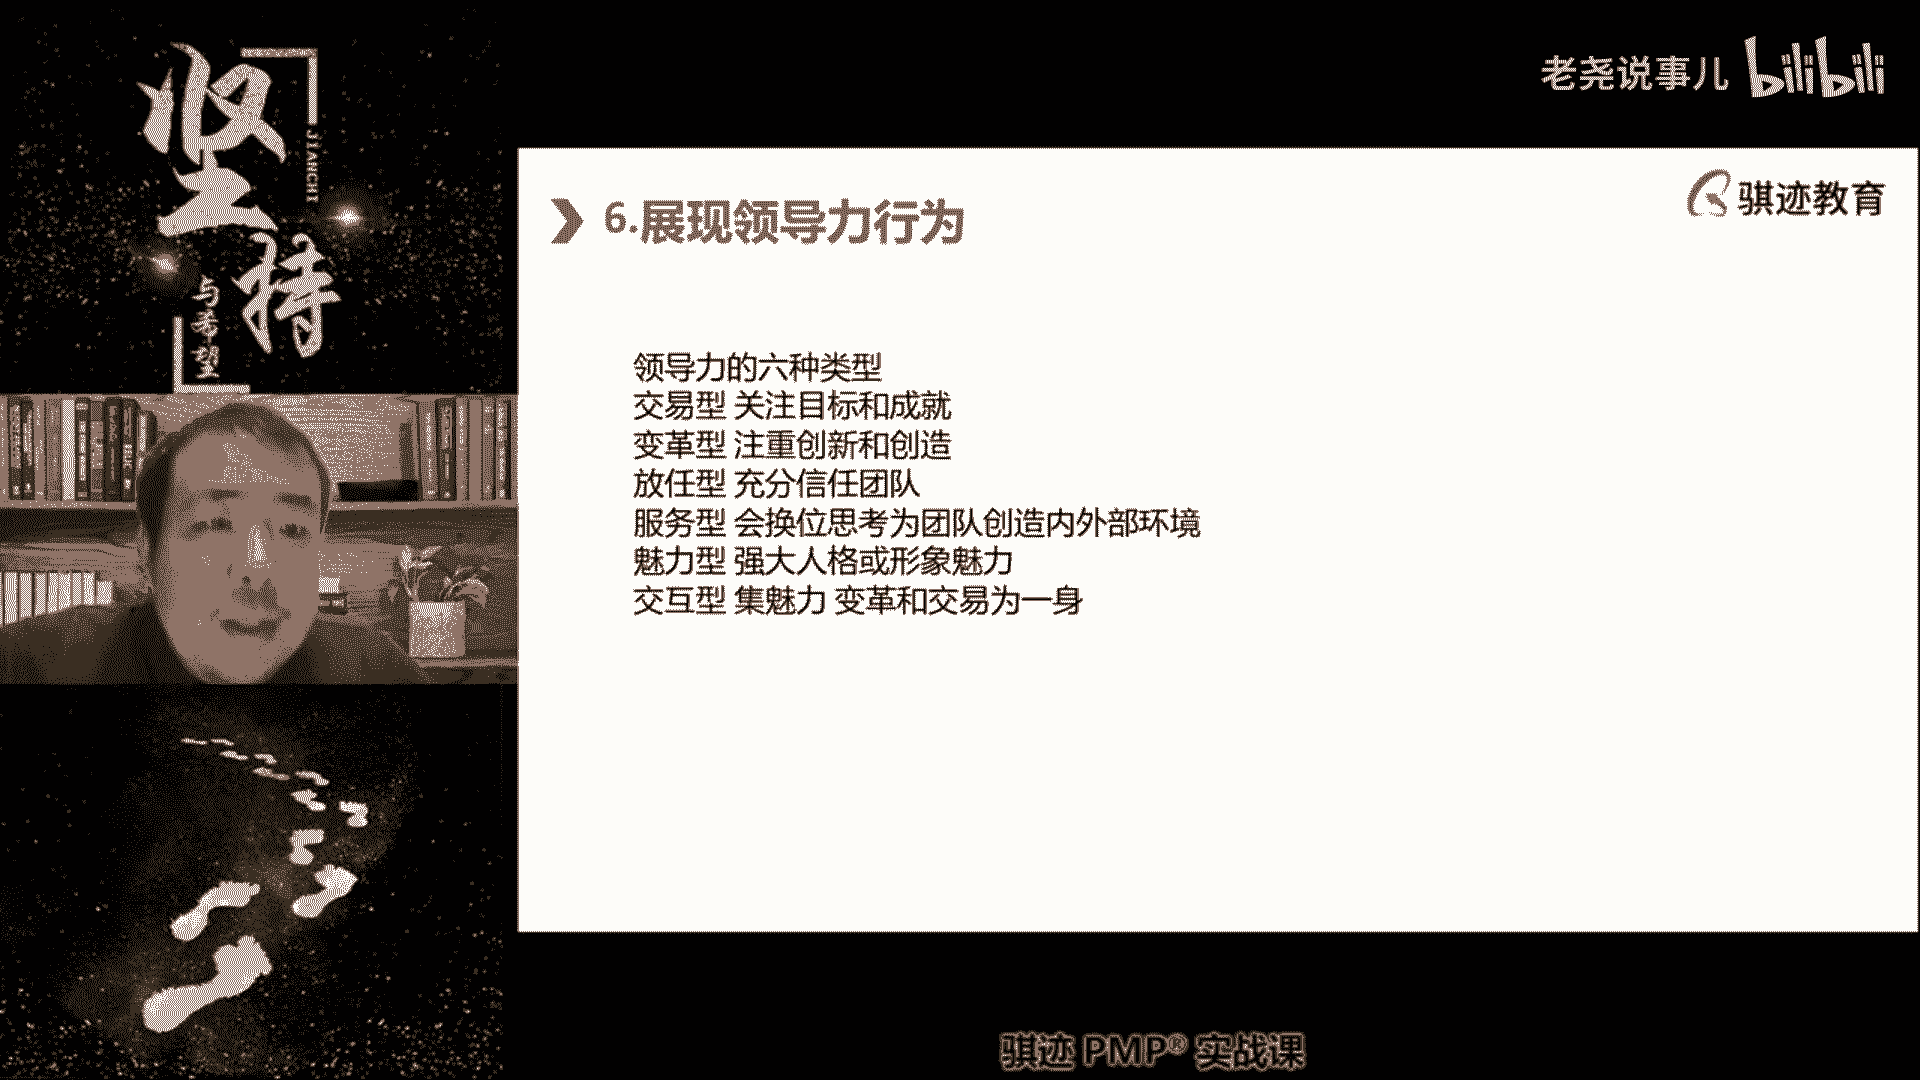 坚持
JIANCHI
与希望
老尧说事儿 bilibili
骐迹教育
6.展现领导力行为
领导力的六种类型
交易型 关注目标和成就
变革型 注重创新和创造
放任型 充分信任团队
服务型 会换位思考为团队创造内外部环境
魅力型 强大人格或形象魅力
交互型 集魅力 变革和交易为一身
骐迹 PMP® 实战课